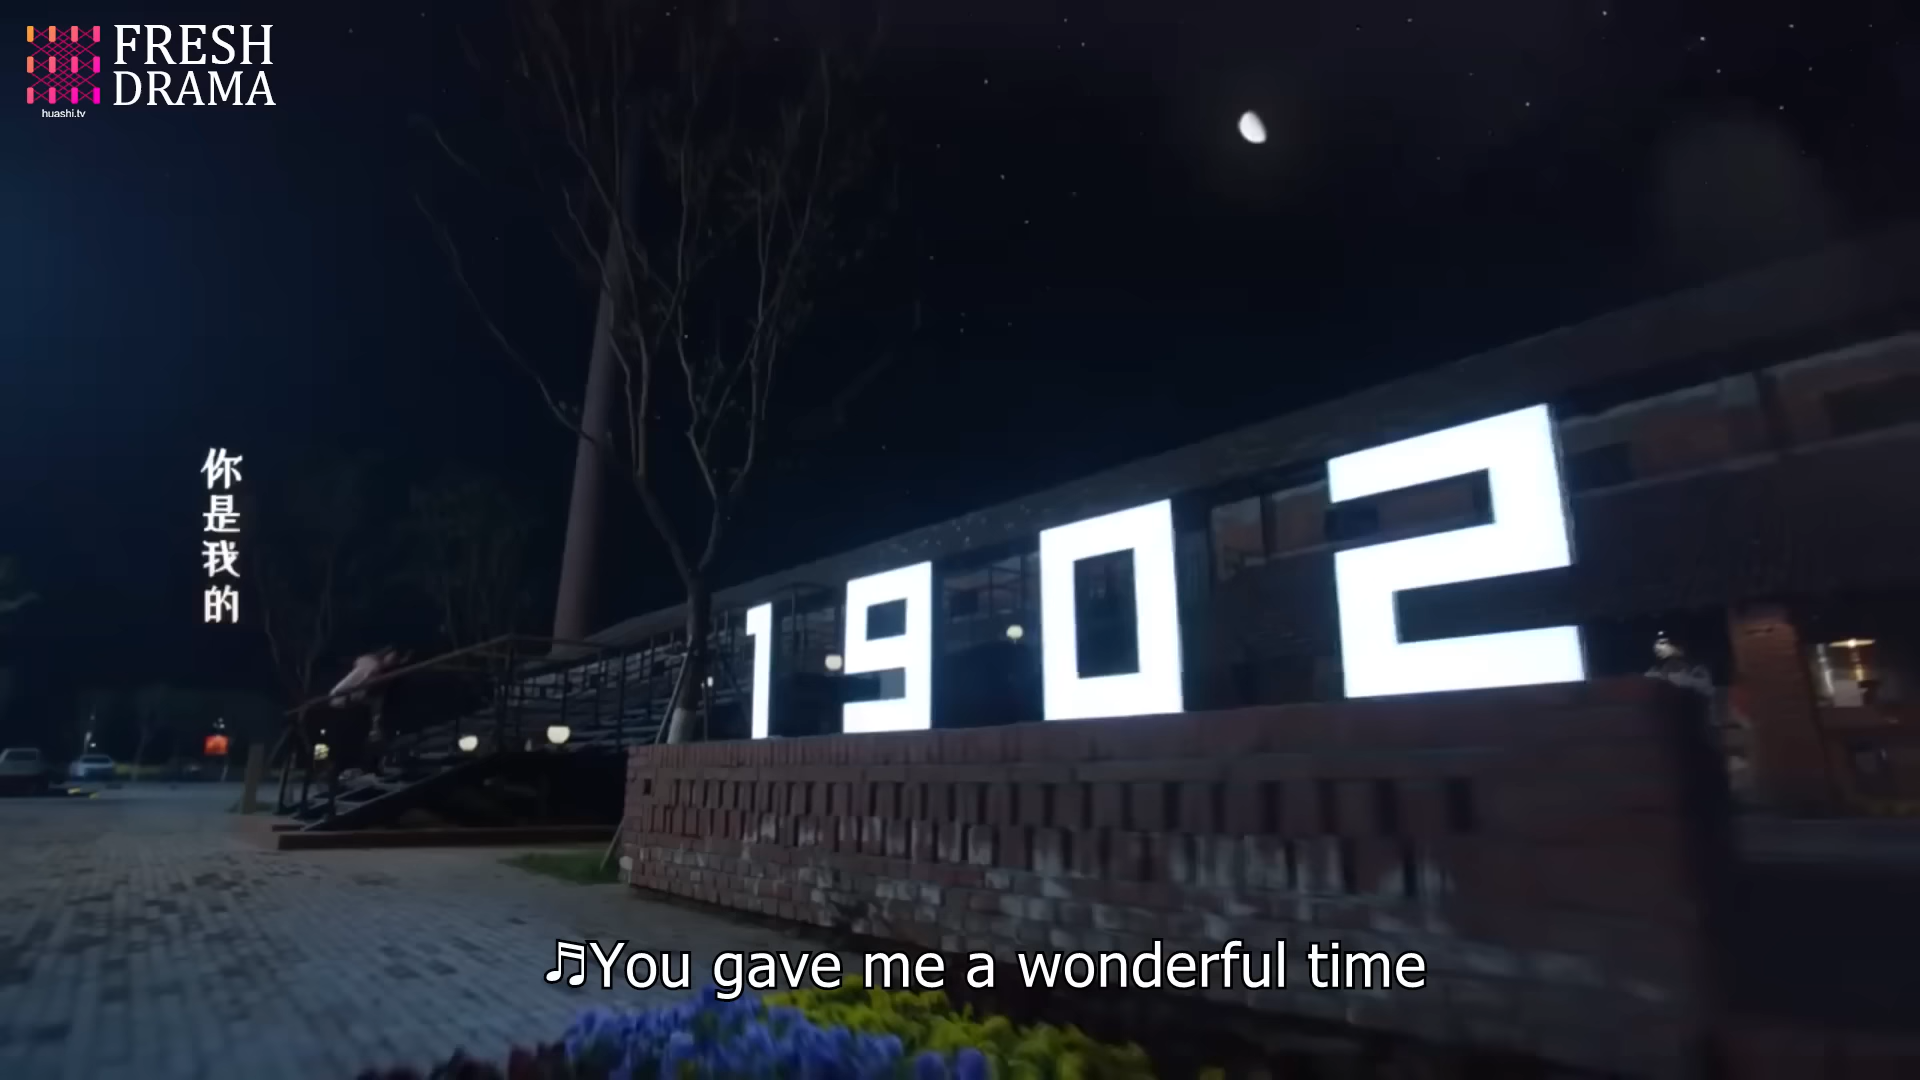 FRESH
DRAMA
huashi.tv
你是我的
1902
♫You gave me a wonderful time